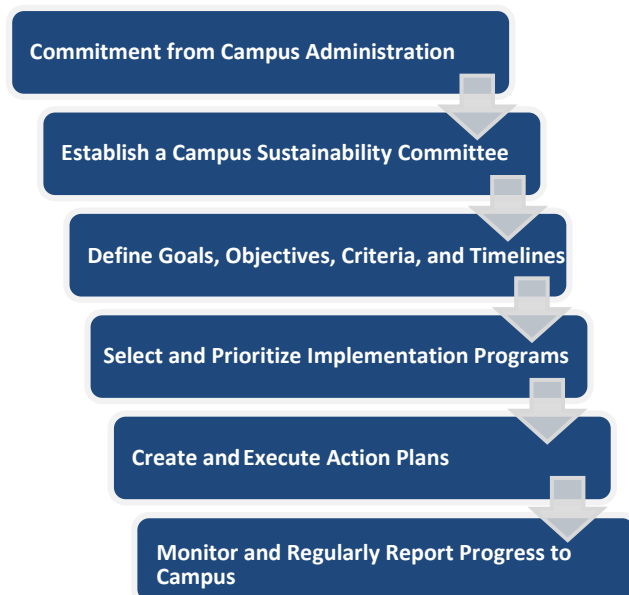 Commitment from Campus Administration
Establish a Campus Sustainability Committee
Define Goals, Objectives, Criteria, and Timelines
Select and Prioritize Implementation Programs
Create and Execute Action Plans
Monitor and Regularly Report Progress to
Campus